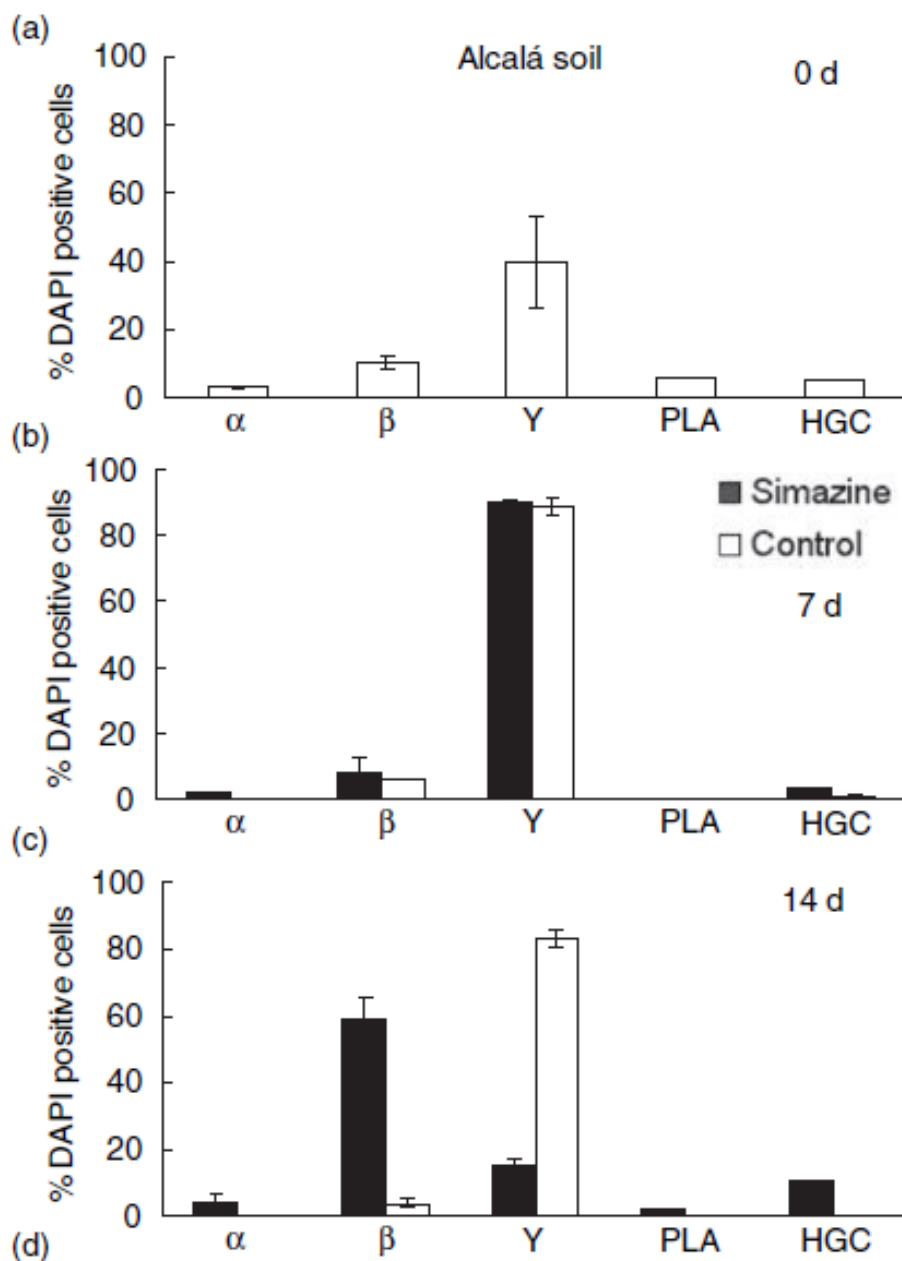 (a)
Alcalá soil
0 d
% DAPI positive cells
100
80
60
40
20
0
α β Y PLA HGC
(b)
Simazine
Control
7 d
% DAPI positive cells
100
80
60
40
20
0
α β Y PLA HGC
(c)
14 d
% DAPI positive cells
100
80
60
40
20
0
α β Y PLA HGC
(d)